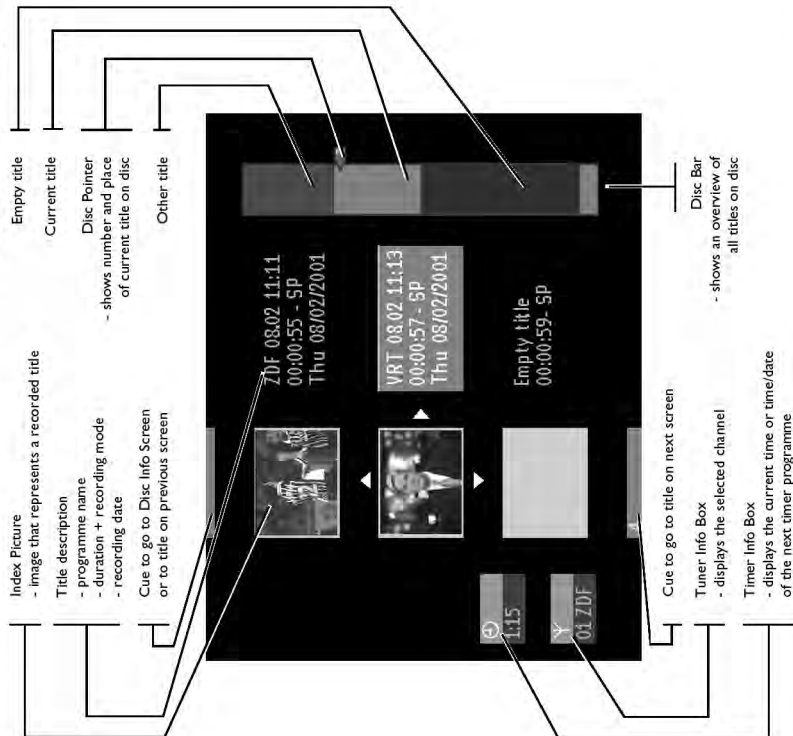 Index Picture
- image that represents a recorded title
Title description
- programme name
- duration + recording mode
- recording date
Cue to go to Disc Info Screen
or to title on previous screen
Empty title
Current title
Disc Pointer
- shows number and place
of current title on disc
Other title
ZDF 08.02 11:11
00:00:55 - SP
Thu 08/02/2001
VRT 08.02 11:13
00:00:57 - SP
Thu 08/02/2001
Empty title
00:00:59- SP
1:15
01 ZDF
Cue to go to title on next screen
Tuner Info Box
- displays the selected channel
Timer Info Box
- displays the current time or time/date
of the next timer programme
Disc Bar
- shows an overview of
all titles on disc